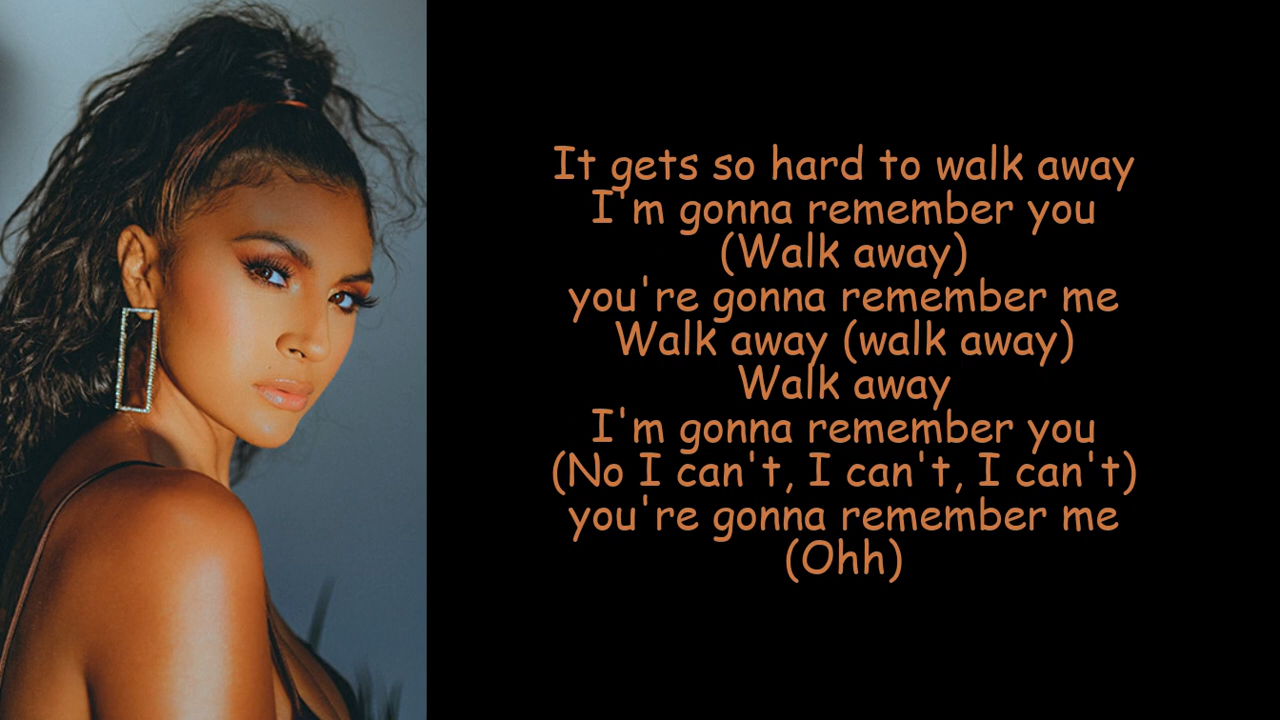 It gets so hard to walk away
I'm gonna remember you
(Walk away)
you're gonna remember me
Walk away (walk away)
Walk away
I'm gonna remember you
(No I can't, I can't, I can't)
you're gonna remember me
(Ohh)